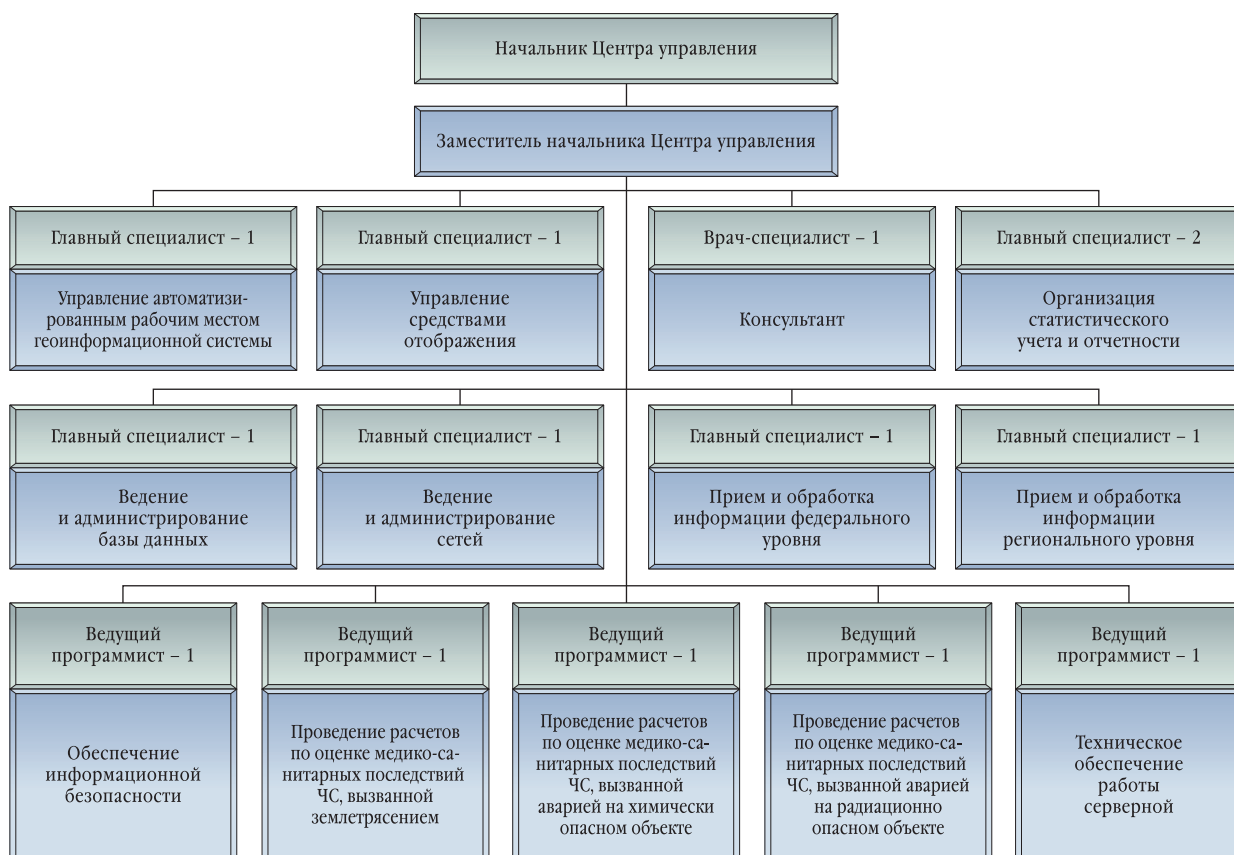 Начальник Центра управления
Заместитель начальника Центра управления
Главный специалист – 1
Управление автоматизи-
рованным рабочим местом
геоинформационной системы
Главный специалист – 1
Управление
средствами
отображения
Врач-специалист – 1
Консультант
Главный специалист – 2
Организация
статистического
учета и отчетности
Главный специалист – 1
Ведение
и администрирование
базы данных
Главный специалист – 1
Ведение
и администрирование
сетей
Главный специалист – 1
Прием и обработка
информации федерального
уровня
Главный специалист – 1
Прием и обработка
информации
регионального уровня
Ведущий
программист – 1
Обеспечение
информационной
безопасности
Ведущий
программист – 1
Проведение расчетов
по оценке медико-са-
нитарных последствий
ЧС, вызванной
землетрясением
Ведущий
программист – 1
Проведение расчетов
по оценке медико-са-
нитарных последствий
ЧС, вызванной
аварией на химически
опасном объекте
Ведущий
программист – 1
Проведение расчетов
по оценке медико-са-
нитарных последствий
ЧС, вызванной аварией
на радиационно
опасном объекте
Ведущий
программист – 1
Техническое
обеспечение
работы
серверной